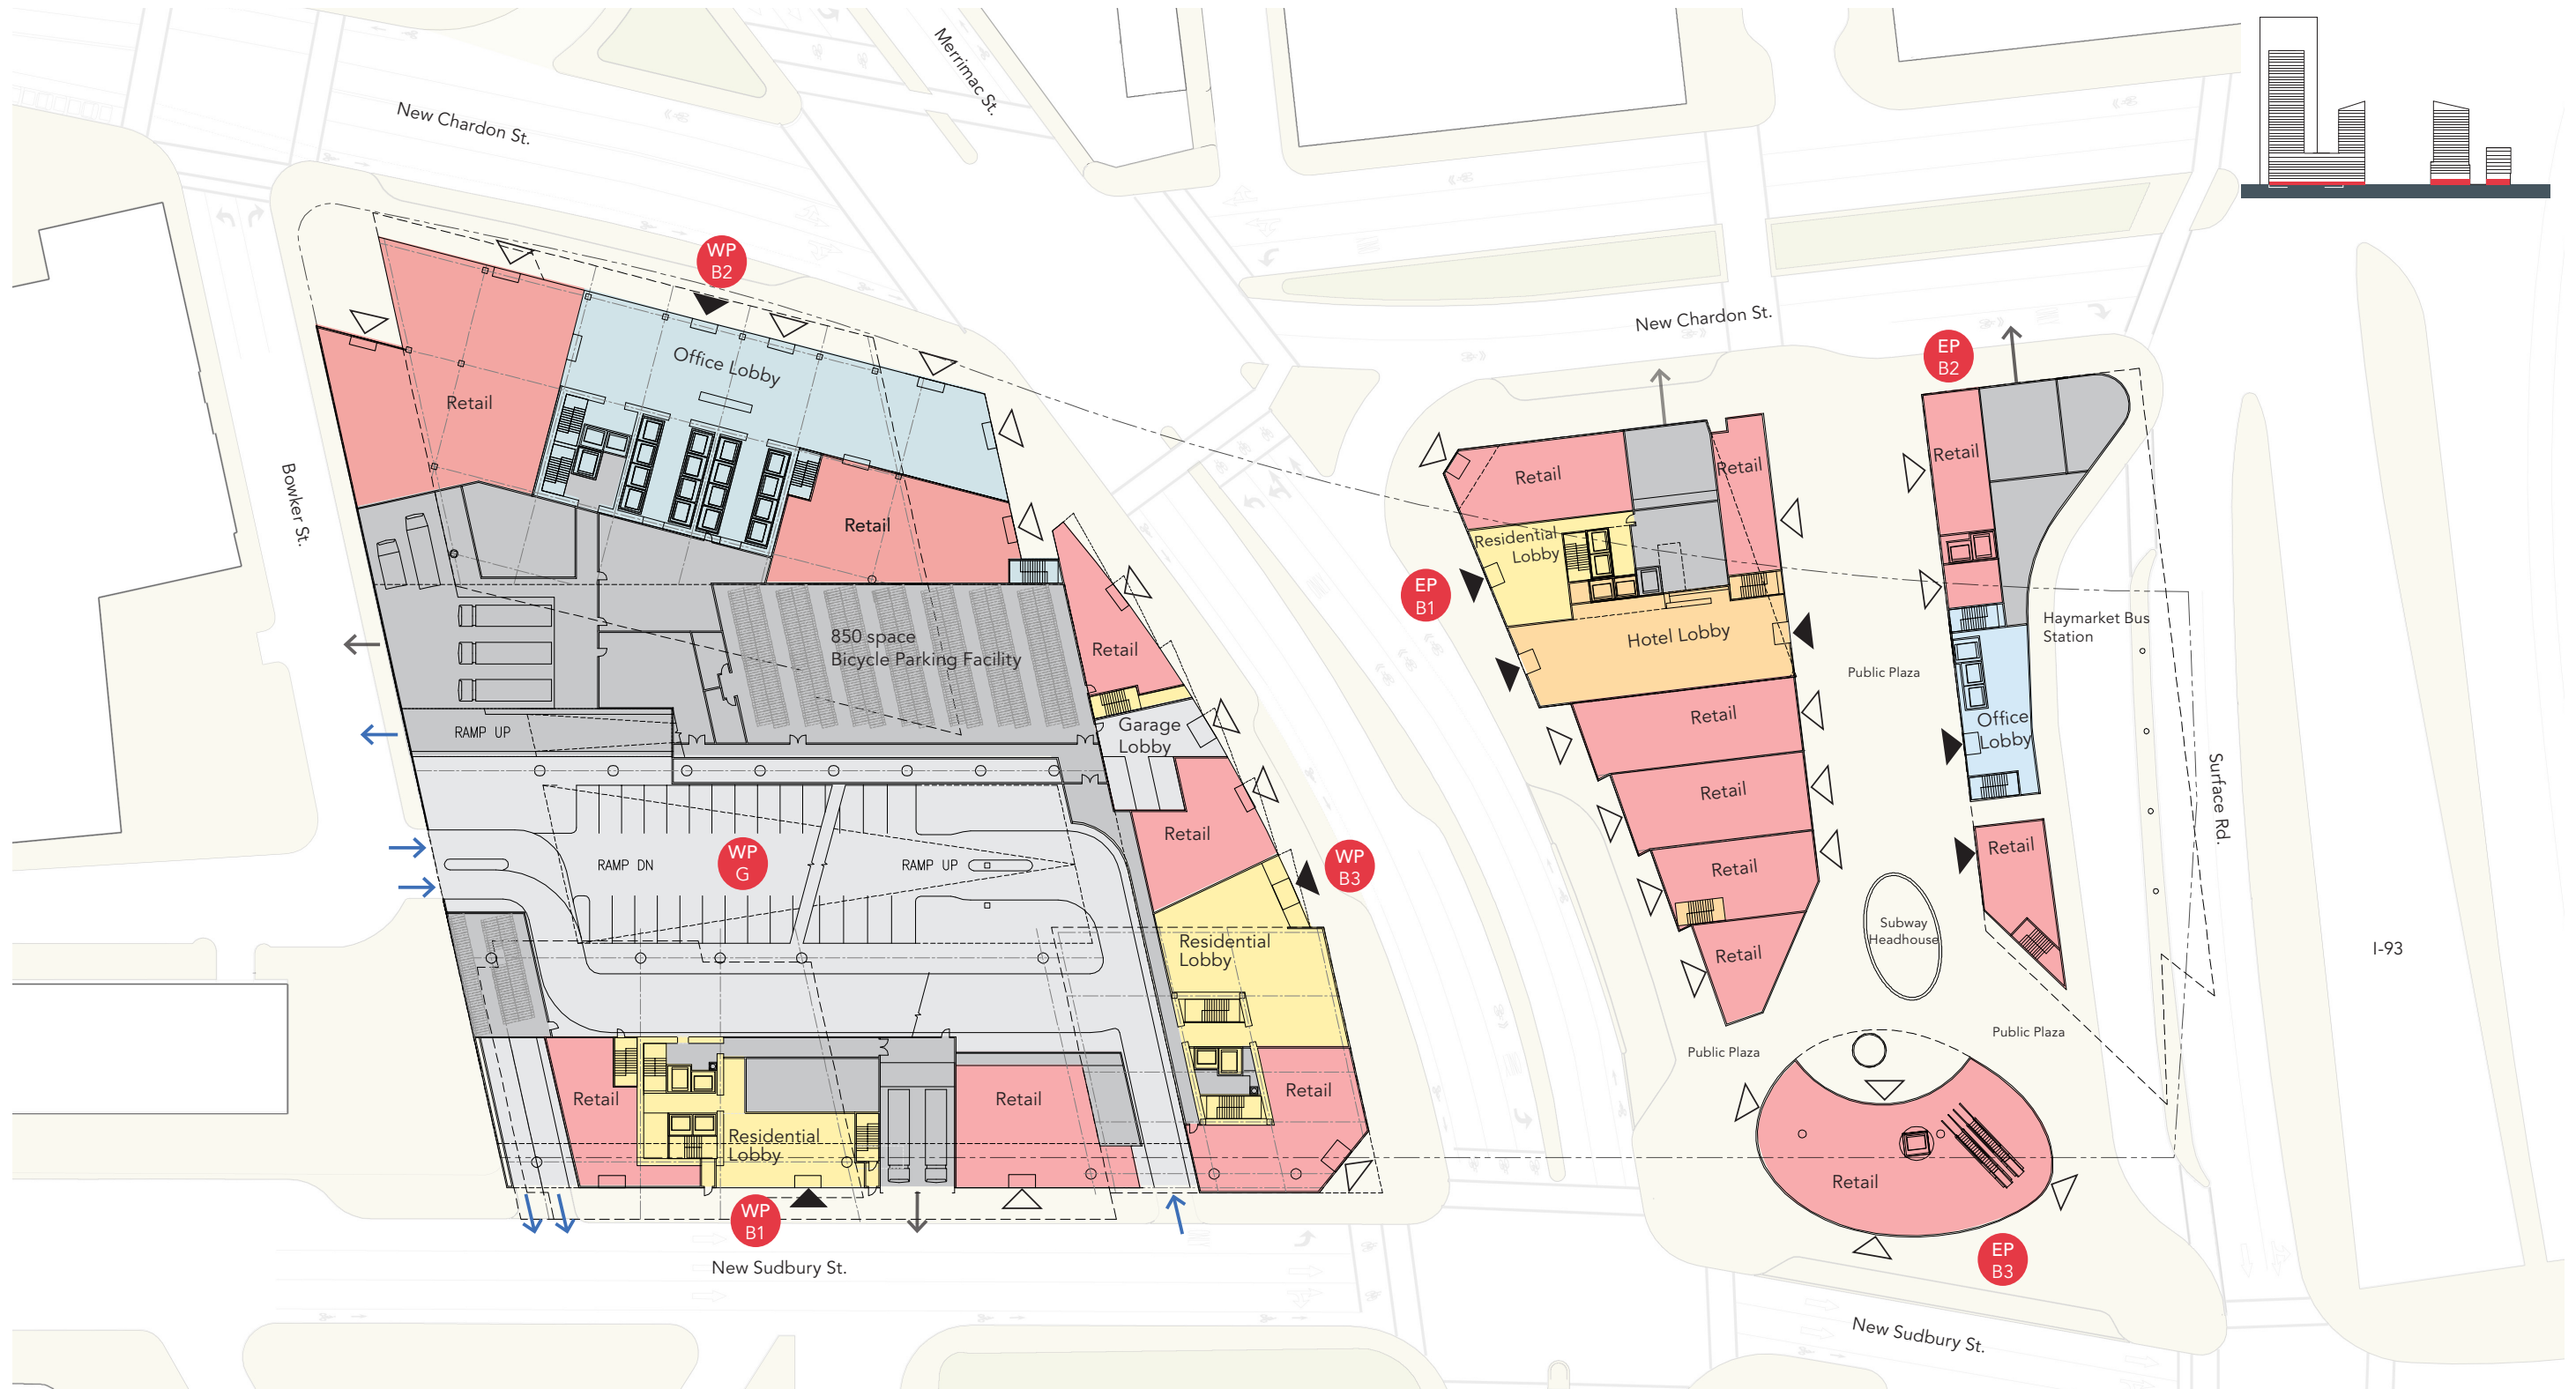 Merrimac St.
New Chardon St.
WP
B2
New Chardon St.
EP
B2
Office Lobby
Retail
Retail
Retail
Retail
Retail
Bowker St.
Residential
Lobby
EP
B1
850 space
Bicycle Parking Facility
Retail
Hotel Lobby
Haymarket Bus
Station
Public Plaza
Garage
Lobby
RAMP UP
Retail
Office
Lobby
Surface Rd.
Retail
Retail
Retail
RAMP DN
WP
G
RAMP UP
WP
B3
Retail
Subway
Headhouse
Residential
Lobby
Retail
I-93
Public Plaza
Public Plaza
Retail
Retail
Retail
Residential
Lobby
Retail
WP
B1
EP
B3
New Sudbury St.
New Sudbury St.